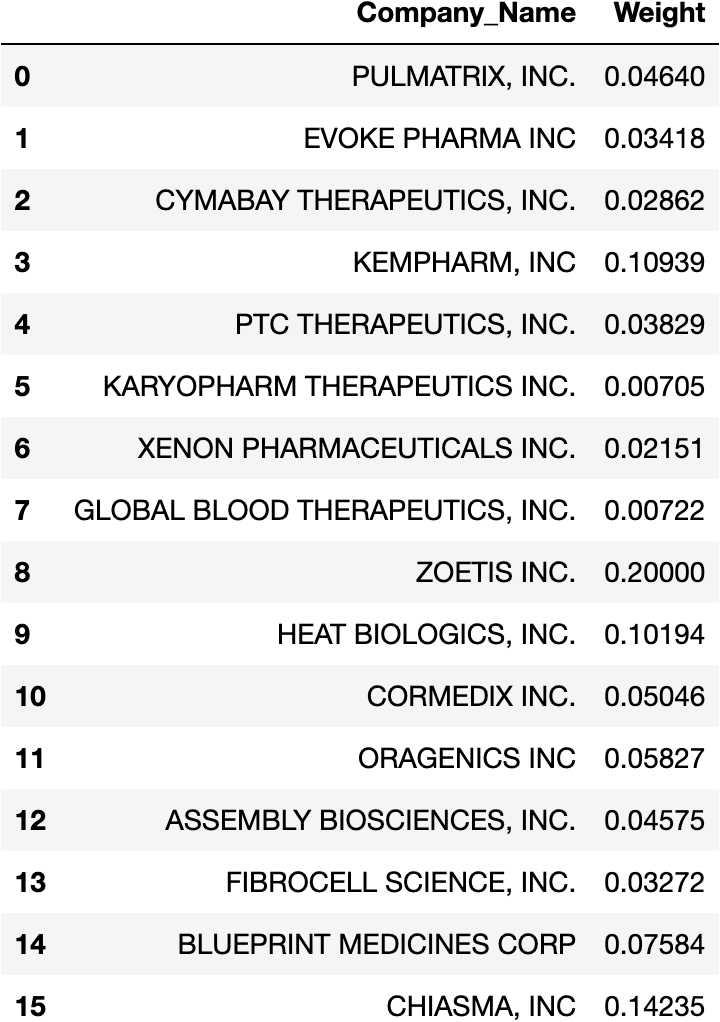 Company_Name Weight
0 PULMATRIX, INC. 0.04640
1 EVOKE PHARMA INC 0.03418
2 CYMABAY THERAPEUTICS, INC. 0.02862
3 KEMPHARM, INC 0.10939
4 PTC THERAPEUTICS, INC. 0.03829
5 KARYOPHARM THERAPEUTICS INC. 0.00705
6 XENON PHARMACEUTICALS INC. 0.02151
7 GLOBAL BLOOD THERAPEUTICS, INC. 0.00722
8 ZOETIS INC. 0.20000
9 HEAT BIOLOGICS, INC. 0.10194
10 CORMEDIX INC. 0.05046
11 ORAGENICS INC 0.05827
12 ASSEMBLY BIOSCIENCES, INC. 0.04575
13 FIBROCELL SCIENCE, INC. 0.03272
14 BLUEPRINT MEDICINES CORP 0.07584
15 CHIASMA, INC 0.14235